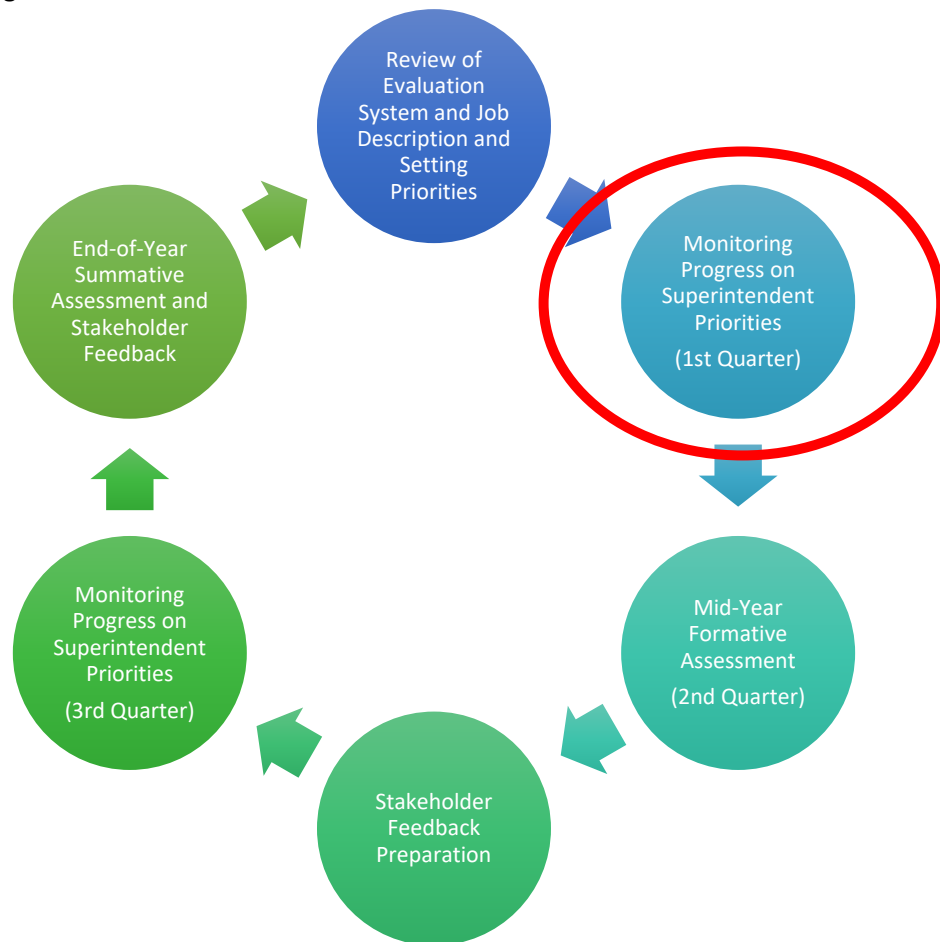 Review of
Evaluation
System and Job
Description and
Setting
Priorities
Monitoring
Progress on
Superintendent
Priorities
(1st Quarter)
Mid-Year
Formative
Assessment
(2nd Quarter)
Stakeholder
Feedback
Preparation
Monitoring
Progress on
Superintendent
Priorities
(3rd Quarter)
End-of-Year
Summative
Assessment and
Stakeholder
Feedback